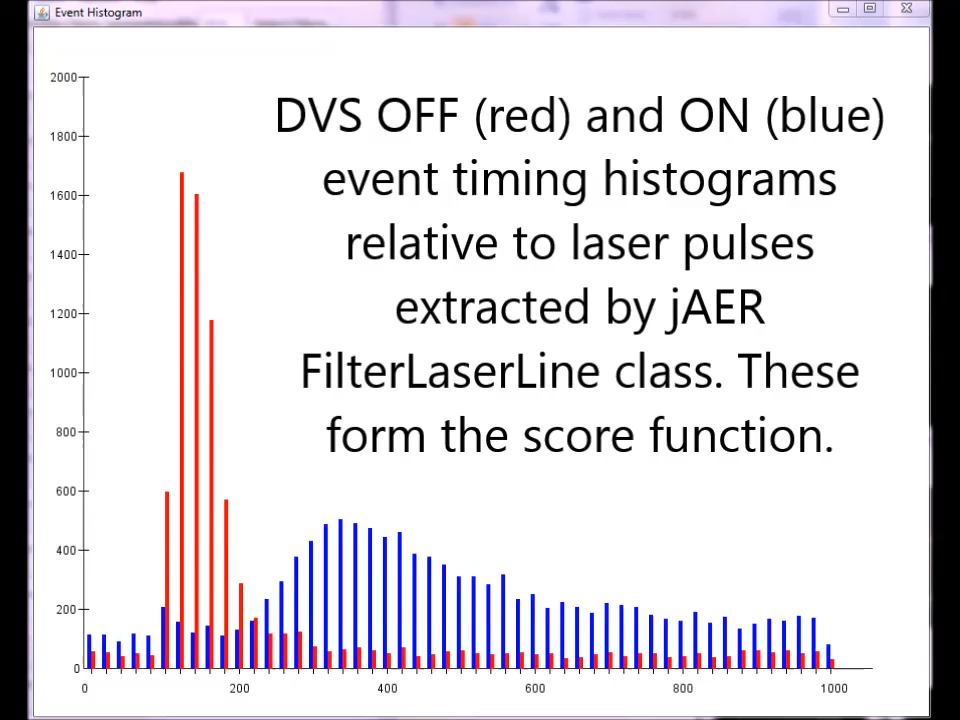 Event Histogram
DVS OFF (red) and ON (blue)
event timing histograms
relative to laser pulses
extracted by jAER
FilterLaserLine class. These
form the score function.
2000
1800
1600
1400
1200
1000
800
600
400
200
0
0 200 400 600 800 1000